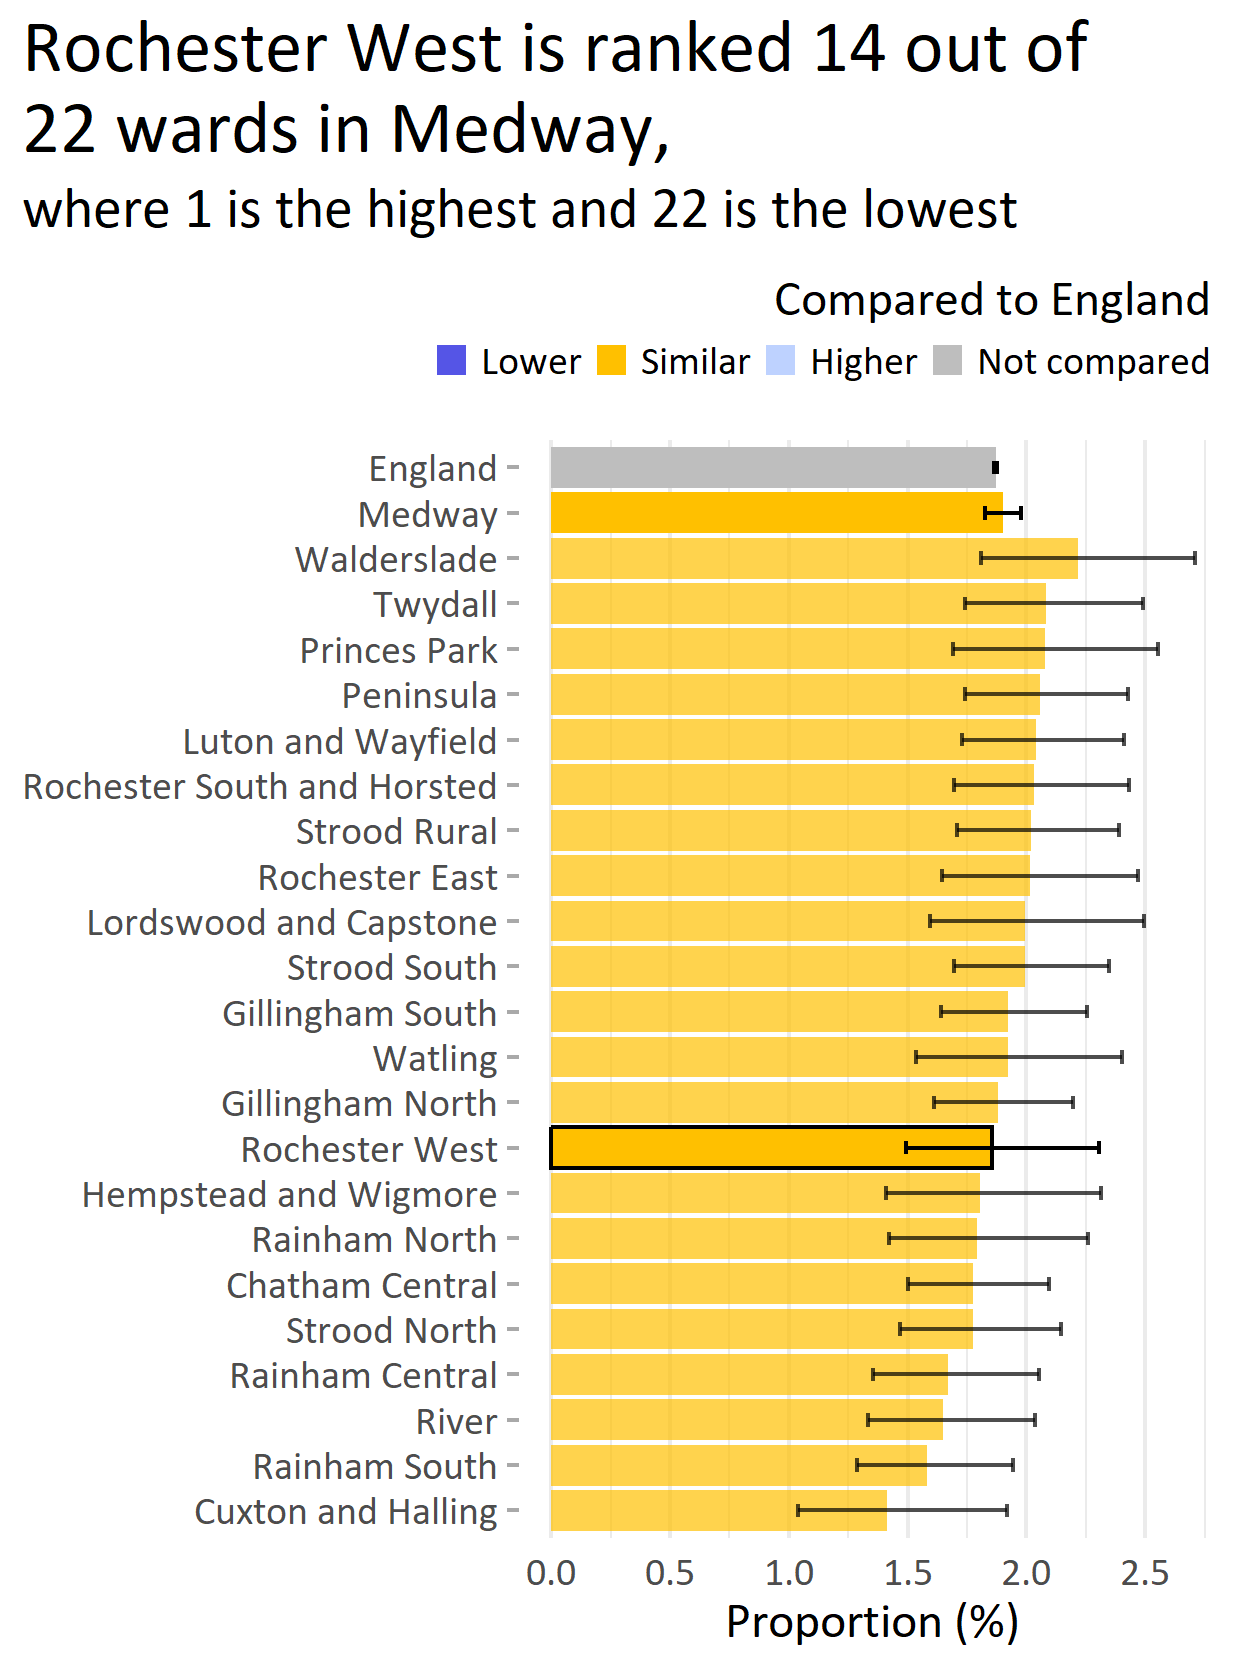 Rochester West is ranked 14 out of
22 wards in Medway,
where 1 is the highest and 22 is the lowest
Compared to England
Lower Similar Higher Not compared
England
Medway
Walderslade
Twydall
Princes Park
Peninsula
Luton and Wayfield
Rochester South and Horsted
Strood Rural
Rochester East
Lordswood and Capstone
Strood South
Gillingham South
Watling
Gillingham North
Rochester West
Hempstead and Wigmore
Rainham North
Chatham Central
Strood North
Rainham Central
River
Rainham South
Cuxton and Halling
0.0 0.5 1.0 1.5 2.0 2.5
Proportion (%)